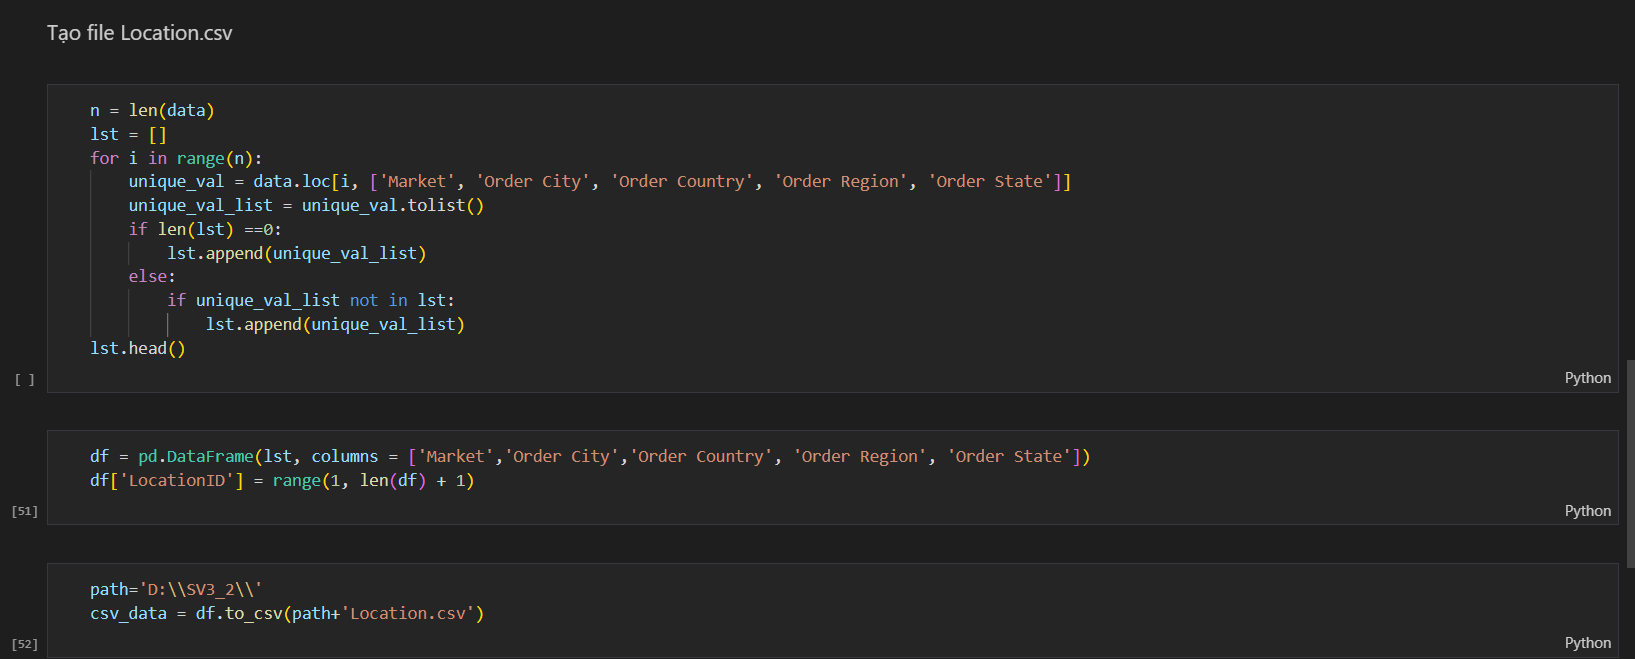 Tạo file Location.csv
n = len(data)
lst = []
for i in range(n):
unique_val = data.loc[i, ['Market', 'Order City', 'Order Country', 'Order Region', 'Order State']]
unique_val_list = unique_val.tolist()
if len(lst) ==0:
lst.append(unique_val_list)
else:
if unique_val_list not in lst:
lst.append(unique_val_list)
lst.head()
[ ]
Python
df = pd.DataFrame(lst, columns = ['Market','Order City','Order Country', 'Order Region', 'Order State'])
df['LocationID'] = range(1, len(df) + 1)
[51]
Python
path='D:\\SV3_2\\'
csv_data = df.to_csv(path+'Location.csv')
[52]
Python